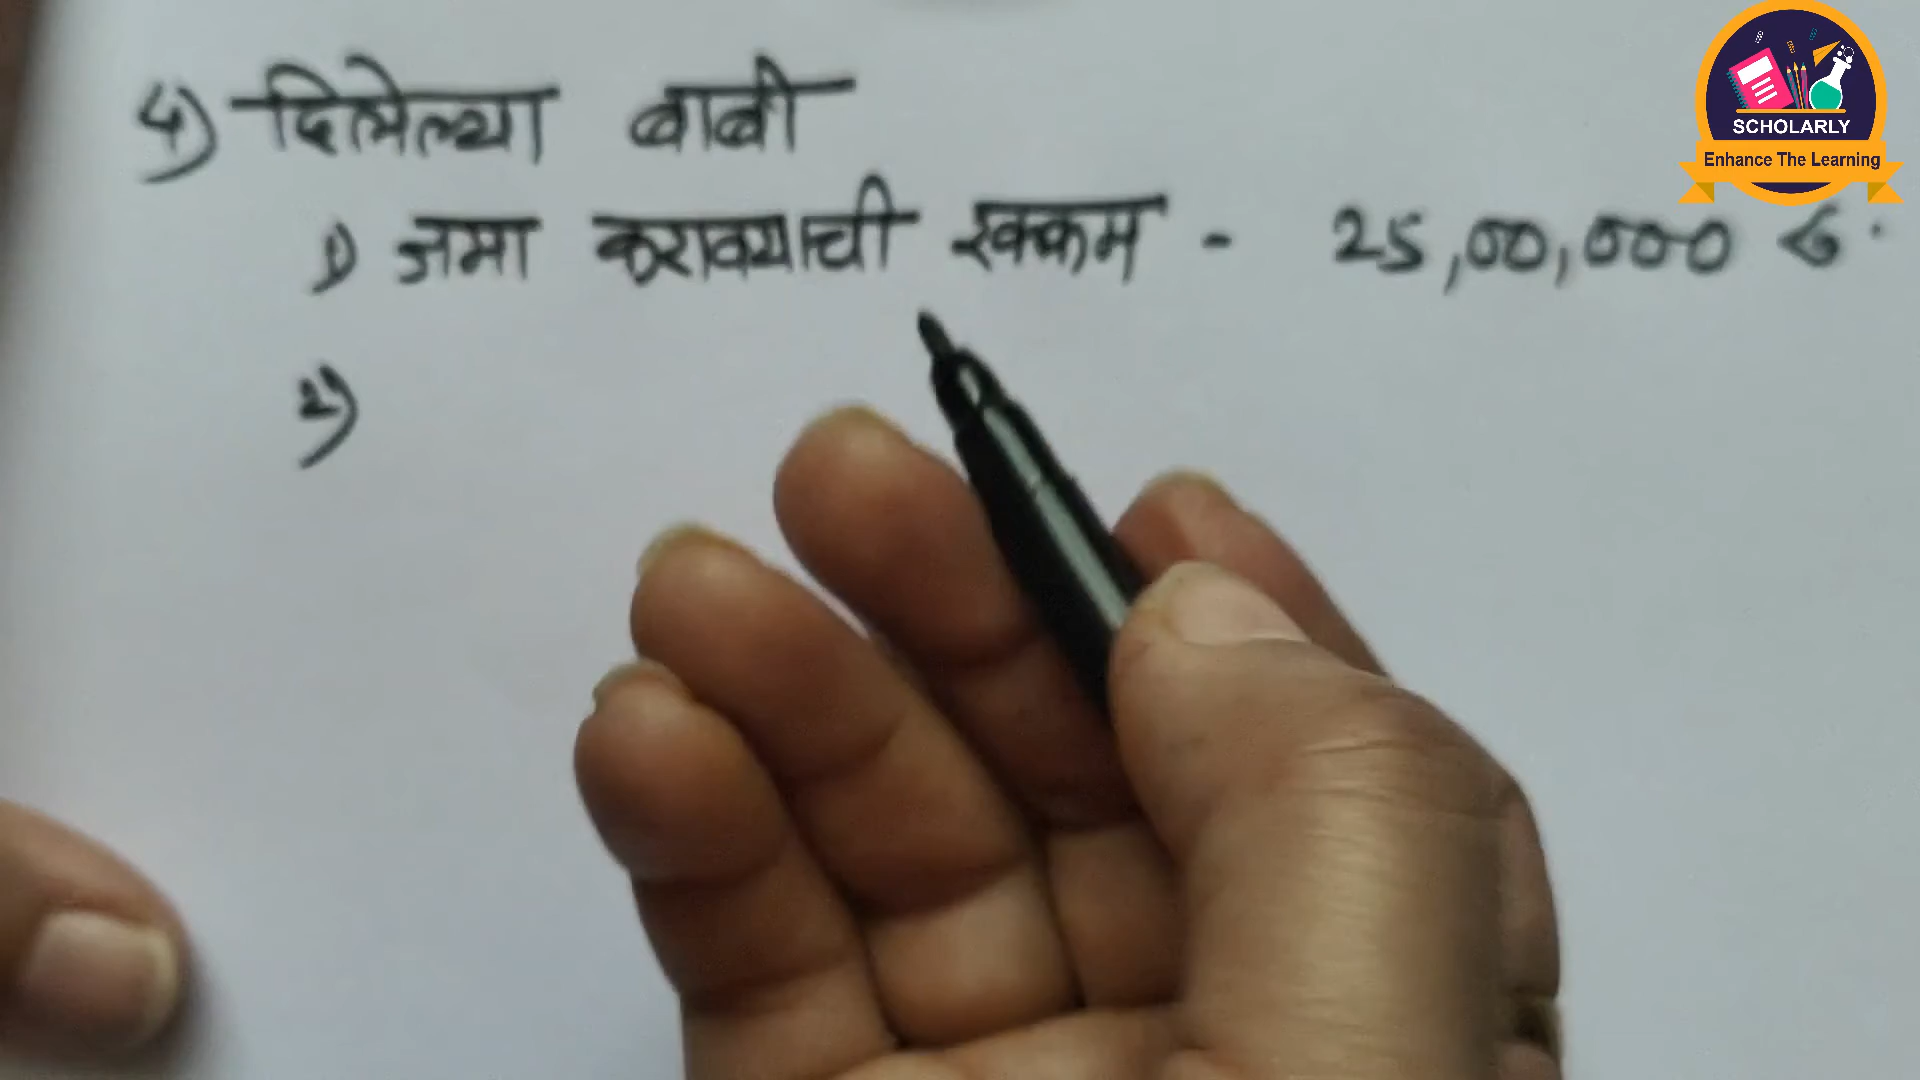 4) दिलेल्या बाबी
1) जमा करावयाची रक्कम - 25,00,000 रु.
2)
SCHOLARLY
Enhance The Learning